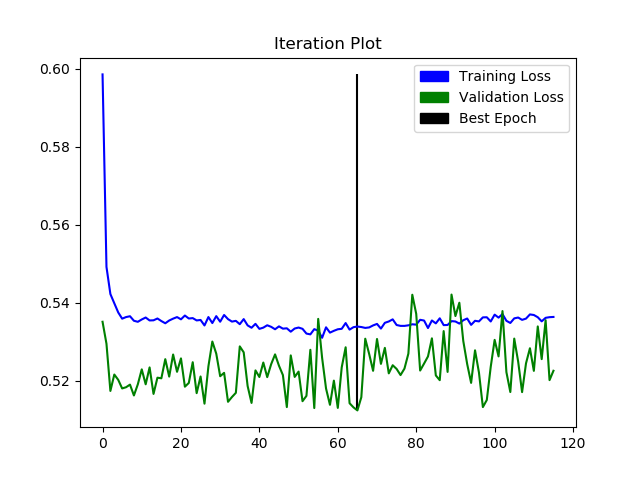 Iteration Plot
Training Loss
Validation Loss
Best Epoch
0.60
0.58
0.56
0.54
0.52
0 20 40 60 80 100 120